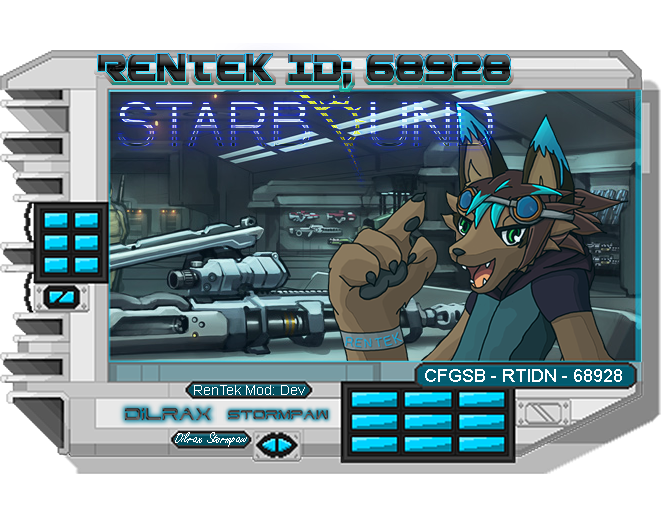 RENTEK ID; 68928
STARBOUND
RENTEK
CFGSB - RTIDN - 68928
RenTek Mod: Dev
DILRAX STORMPAW
Dilrax Stormpaw